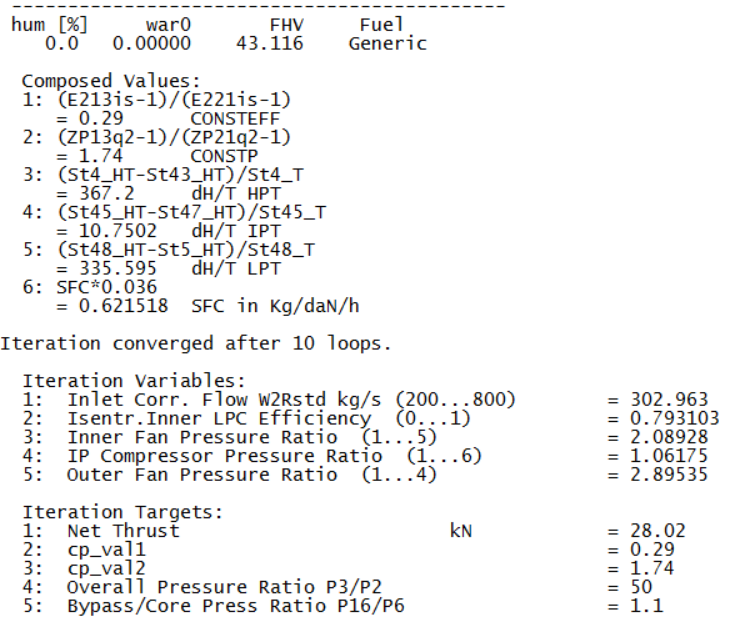 --------------------------------------------
hum [%] war0 FHV Fuel
0.0 0.00000 43.116 Generic
Composed Values:
1: (E213is-1)/(E221is-1)
= 0.29 CONSTEFF
2: (ZP13q2-1)/(ZP21q2-1)
= 1.74 CONSTP
3: (St4_HT-St43_HT)/St4_T
= 367.2 dH/T HPT
4: (St45_HT-St47_HT)/St45_T
= 10.7502 dH/T IPT
5: (St48_HT-St5_HT)/St48_T
= 335.595 dH/T LPT
6: SFC*0.036
= 0.621518 SFC in Kg/daN/h
Iteration converged after 10 loops.
Iteration Variables:
1: Inlet Corr. Flow W2Rstd kg/s (200...800) = 302.963
2: Isentr.Inner LPC Efficiency (0...1) = 0.793103
3: Inner Fan Pressure Ratio (1...5) = 2.08928
4: IP Compressor Pressure Ratio (1...6) = 1.06175
5: Outer Fan Pressure Ratio (1...4) = 2.89535
Iteration Targets:
1: Net Thrust kN = 28.02
2: cp_val1 = 0.29
3: cp_val2 = 1.74
4: Overall Pressure Ratio P3/P2 = 50
5: Bypass/Core Press Ratio P16/P6 = 1.1